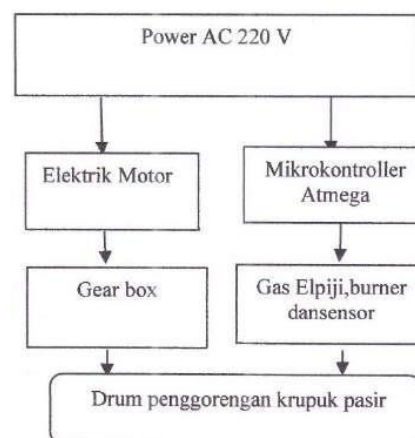 Power AC 220 V
Elektrik Motor
Mikrokontroller
Atmega
Gear box
Gas Elpiji,burner
dansensor
Drum penggorengan krupuk pasir